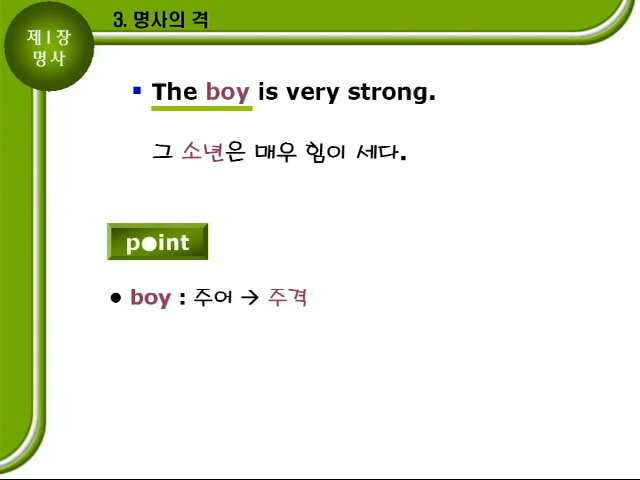 3. 명사의 격
제 1 장
명사
▪ The boy is very strong.
그 소년은 매우 힘이 세다.
point
● boy : 주어 → 주격